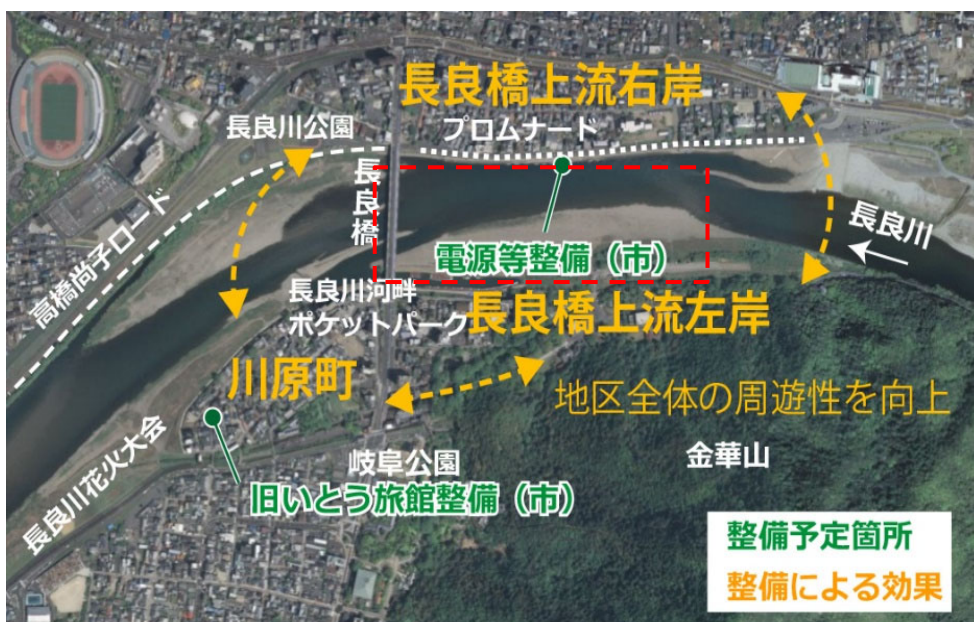 長良橋上流右岸
プロムナード
長良川公園
長良橋
高橋尚子ロード
長良川
電源等整備（市）
長良川河畔
ポケットパーク
長良橋上流左岸
川原町
地区全体の周遊性を向上
長良川花火大会
岐阜公園
金華山
旧いとう旅館整備（市）
整備予定箇所
整備による効果